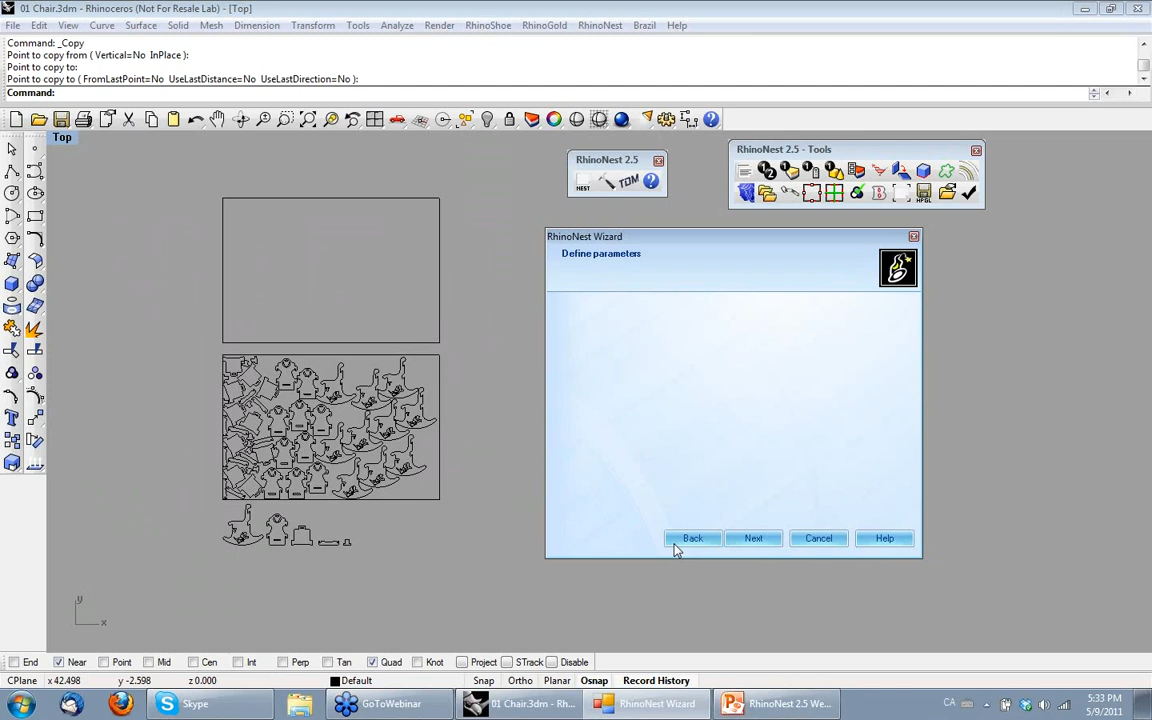 01 Chair.3dm - Rhinoceros (Not For Resale Lab) - [Top]
File Edit View Curve Surface Solid Mesh Dimension Transform Tools Analyze Render RhinoShoe RhinoGold RhinoNest Brazil Help
Command: _Copy
Point to copy from ( Vertical=No InPlace ):
Point to copy to:
Point to copy to ( FromLastPoint=No UseLastDistance=No UseLastDirection=No ):
Command:
Top
RhinoNest 2.5
NEST TDM
RhinoNest 2.5 - Tools
RhinoNest Wizard
Define parameters
Back Next Cancel Help
y
x
End Near Point Mid Cen Int Perp Tan Quad Knot Project STrack Disable
CPlane x 42.498 y -2.598 z 0.000 Default Snap Ortho Planar Osnap Record History
Skype GoToWebinar 01 Chair.3dm - Rh... RhinoNest Wizard RhinoNest 2.5 We... CA 5:33 PM
5/9/2011